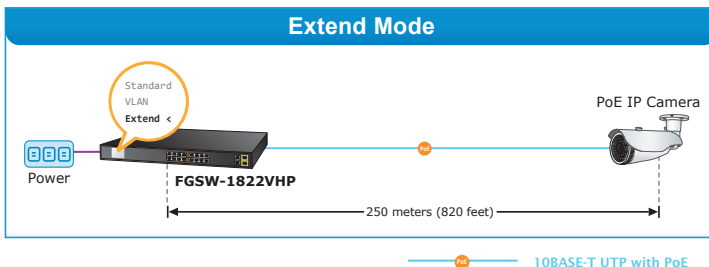 Extend Mode
Standard
VLAN
Extend <
PoE IP Camera
PoE
Power
FGSW-1822VHP
250 meters (820 feet)
PoE
10BASE-T UTP with PoE